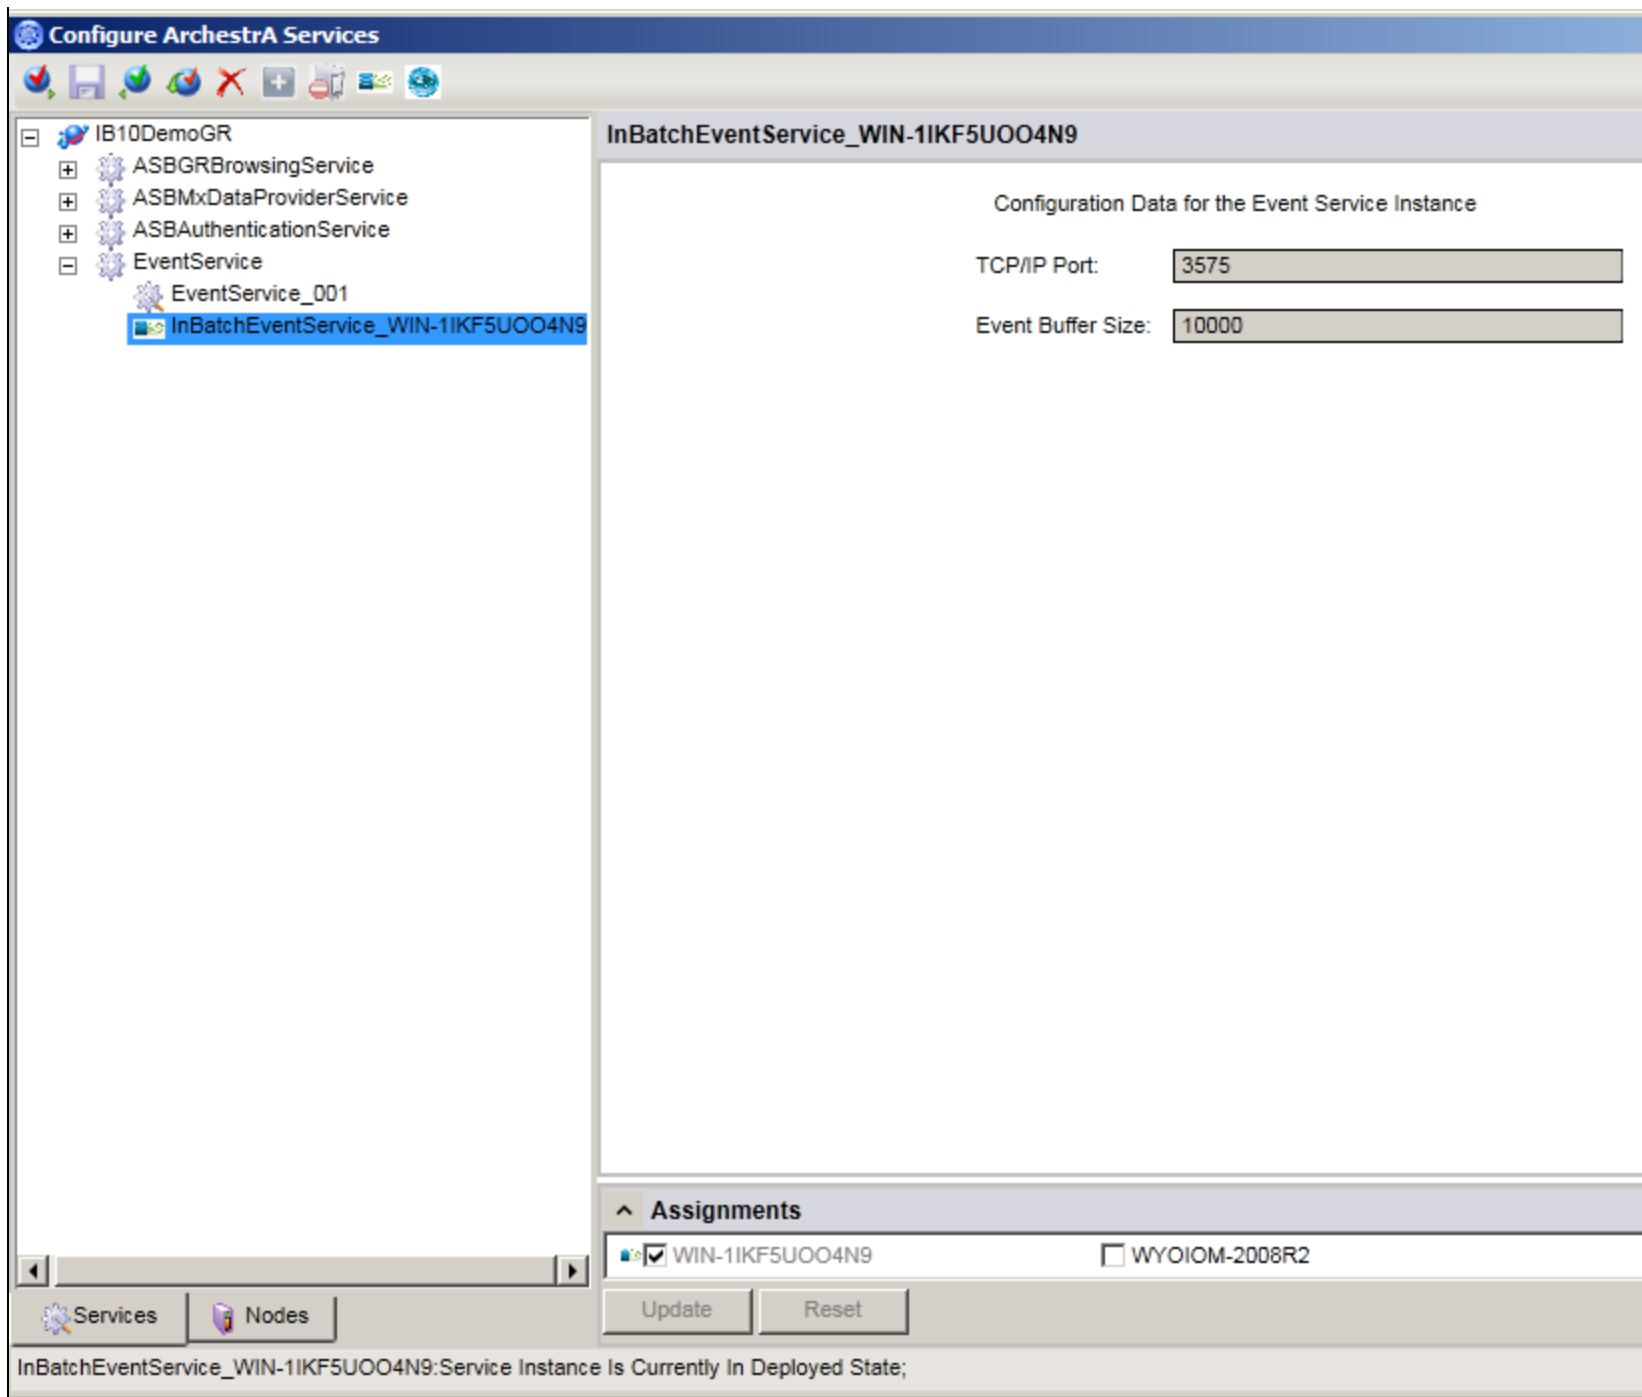 Configure ArchestrA Services
IB10DemoGR
ASBGRBrowsingService
ASBMxDataProviderService
ASBAuthenticationService
EventService
EventService_001
InBatchEventService_WIN-1IKF5UOO4N9
InBatchEventService_WIN-1IKF5UOO4N9
Configuration Data for the Event Service Instance
TCP/IP Port: 3575
Event Buffer Size: 10000
Assignments
WIN-1IKF5UOO4N9 WYOIOM-2008R2
Update Reset
Services Nodes
InBatchEventService_WIN-1IKF5UOO4N9:Service Instance Is Currently In Deployed State;